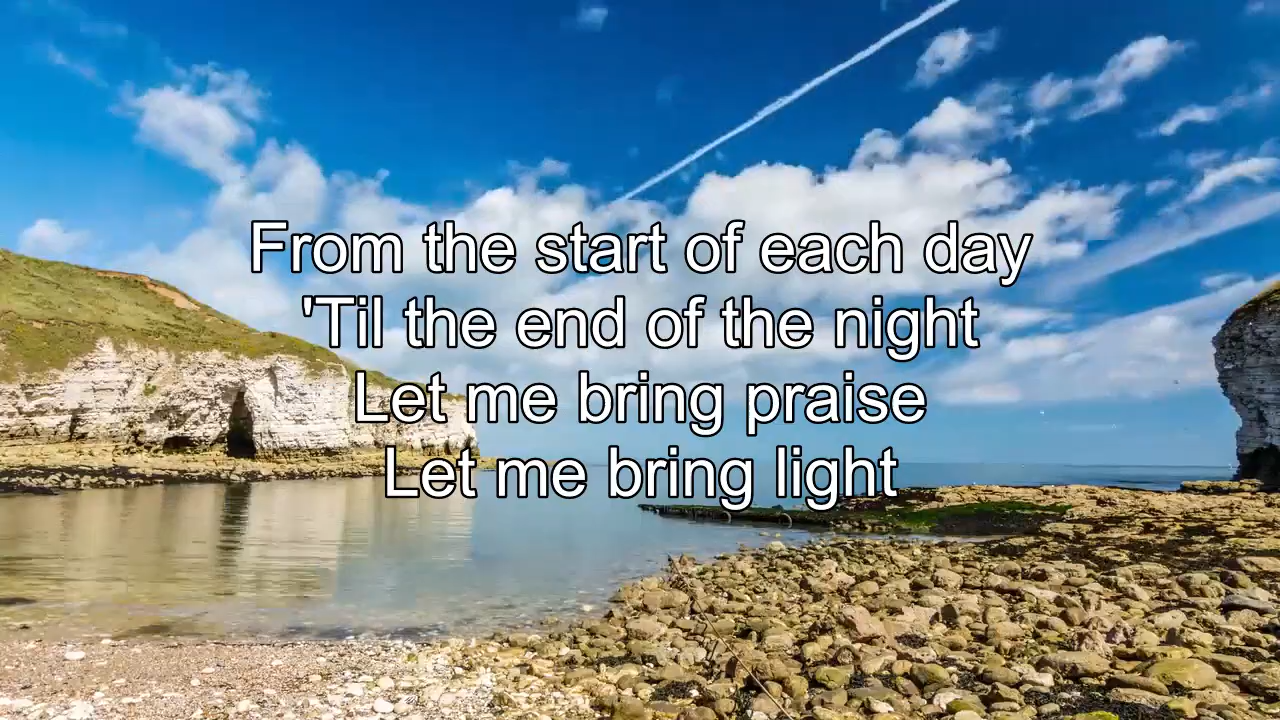 From the start of each day
'Til the end of the night
Let me bring praise
Let me bring light